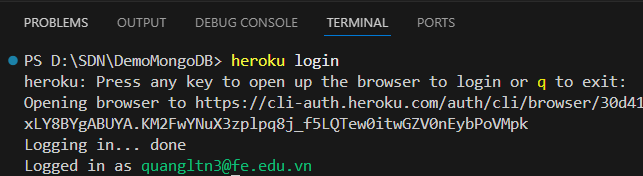 PROBLEMS OUTPUT DEBUG CONSOLE TERMINAL PORTS
PS D:\SDN\DemoMongoDB> heroku login
heroku: Press any key to open up the browser to login or q to exit:
Opening browser to https://cli-auth.heroku.com/auth/cli/browser/30d41
xLY8BYgABUYA.KM2FwYNuX3zplpq8j_f5LQTew0itwGZV0nEybPoVMpk
Logging in... done
Logged in as quangltn3@fe.edu.vn